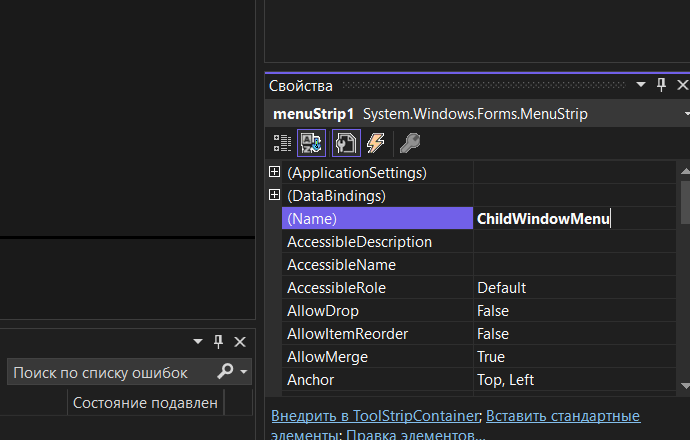 Свойства
menuStrip1 System.Windows.Forms.MenuStrip
(ApplicationSettings)
(DataBindings)
(Name) ChildWindowMenu
AccessibleDescription
AccessibleName
AccessibleRole Default
AllowDrop False
AllowItemReorder False
AllowMerge True
Anchor Top, Left
Поиск по списку ошибок
Состояние подавлен
Внедрить в ToolStripContainer; Вставить стандартные
элементы; Правка элементов...